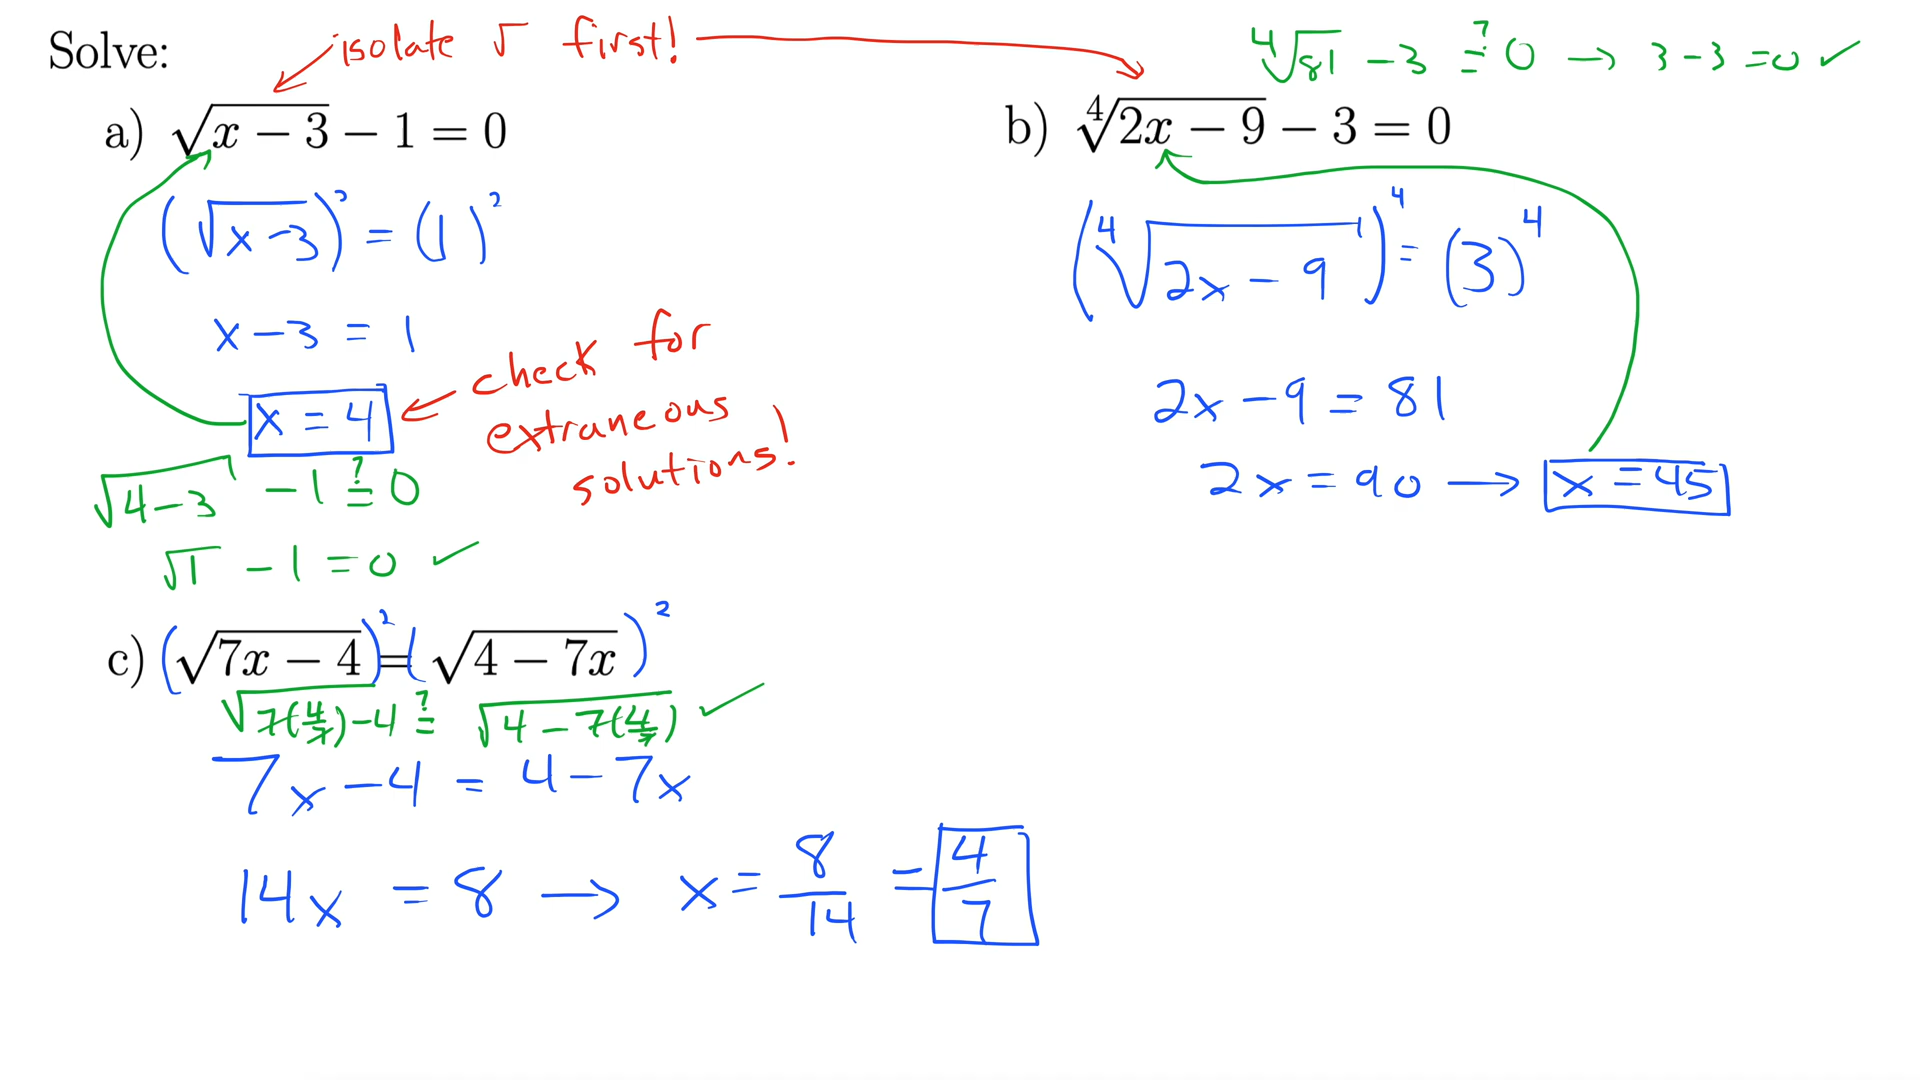 Solve:
isolate √ first!
a) √(x − 3) − 1 = 0
(√(x−3))² = (1)²
x−3 = 1
x = 4
check for
extraneous
solutions!
√(4−3) −1 ≟ 0
√1 −1 = 0 ✓
⁴√81 −3 ≟ 0 → 3−3 = 0 ✓
b) ⁴√(2x − 9) − 3 = 0
(⁴√(2x−9))⁴ = (3)⁴
2x−9 = 81
2x = 90 → x = 45
c) (√(7x − 4))² = (√(4 − 7x))²
√(7(4/7)−4) ≟ √(4−7(4/7)) ✓
7x−4 = 4−7x
14x = 8 → x = 8/14 = 4/7